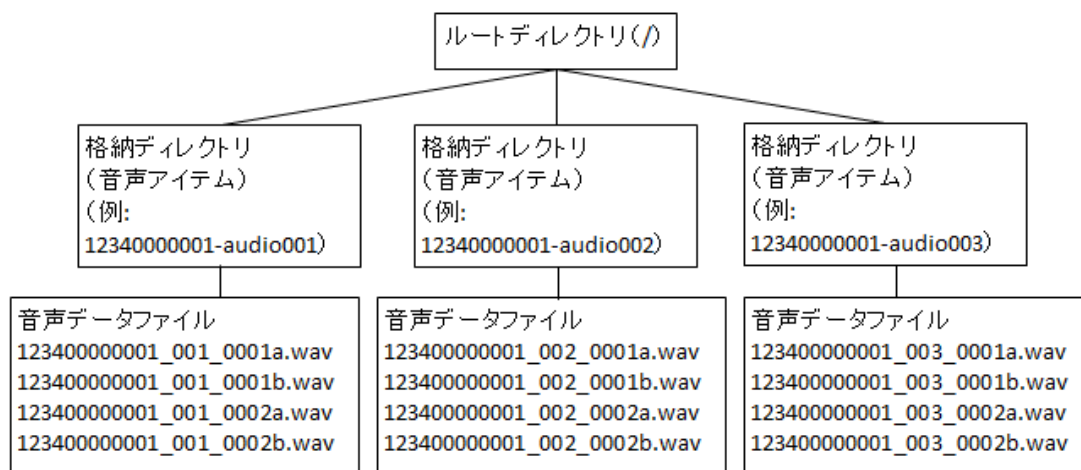 ルートディレクトリ(/)
格納ディレクトリ
(音声アイテム)
(例:
12340000001-audio001)
格納ディレクトリ
(音声アイテム)
(例:
12340000001-audio002)
格納ディレクトリ
(音声アイテム)
(例:
12340000001-audio003)
音声データファイル
123400000001_001_0001a.wav
123400000001_001_0001b.wav
123400000001_001_0002a.wav
123400000001_001_0002b.wav
音声データファイル
123400000001_002_0001a.wav
123400000001_002_0001b.wav
123400000001_002_0002a.wav
123400000001_002_0002b.wav
音声データファイル
123400000001_003_0001a.wav
123400000001_003_0001b.wav
123400000001_003_0002a.wav
123400000001_003_0002b.wav